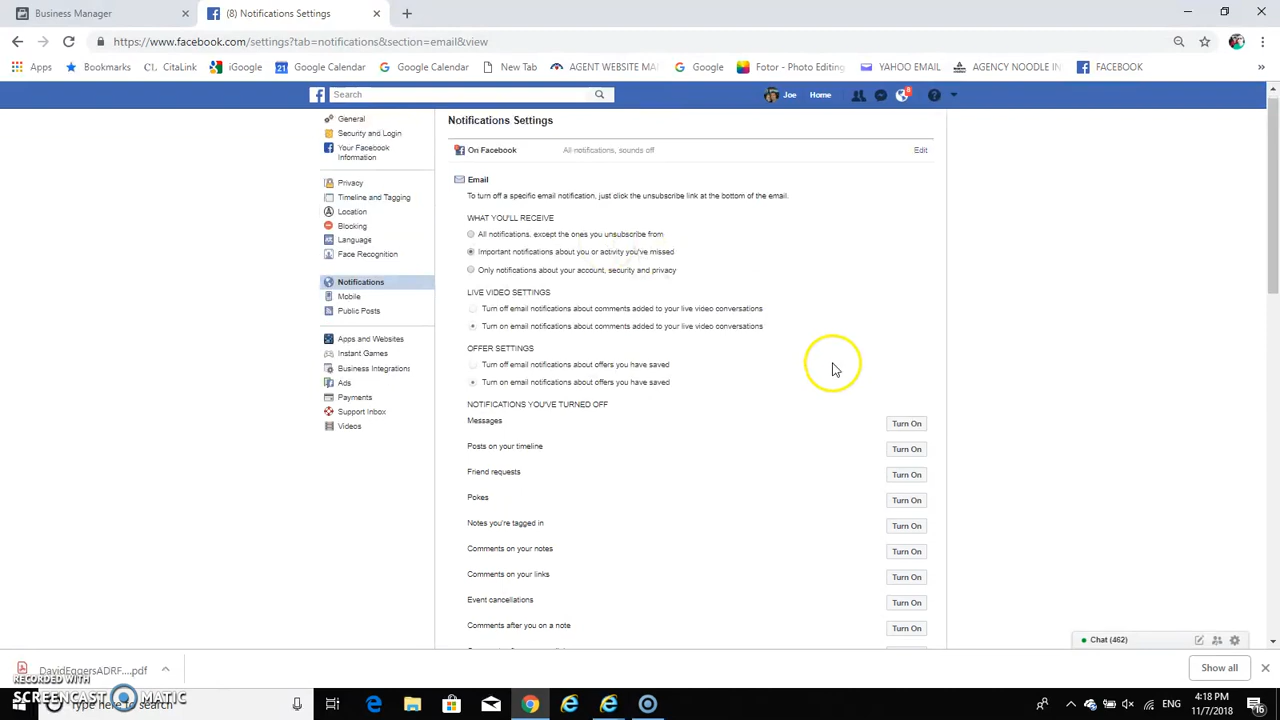 Business Manager
(8) Notifications Settings
https://www.facebook.com/settings?tab=notifications&section=email&view
Apps
Bookmarks
CitaLink
iGoogle
Google Calendar
Google Calendar
New Tab
AGENT WEBSITE MA
Google
Fotor - Photo Editing
YAHOO EMAIL
AGENCY NOODLE IN
FACEBOOK
»
Search
Joe
Home
8
General
Security and Login
Your Facebook
Information
Privacy
Timeline and Tagging
Location
Blocking
Language
Face Recognition
Notifications
Mobile
Public Posts
Apps and Websites
Instant Games
Business Integrations
Ads
Payments
Support Inbox
Videos
Notifications Settings
On Facebook All notifications, sounds off Edit
Email
To turn off a specific email notification, just click the unsubscribe link at the bottom of the email.
WHAT YOU'LL RECEIVE
All notifications, except the ones you unsubscribe from
Important notifications about you or activity you've missed
Only notifications about your account, security and privacy
LIVE VIDEO SETTINGS
Turn off email notifications about comments added to your live video conversations
Turn on email notifications about comments added to your live video conversations
OFFER SETTINGS
Turn off email notifications about offers you have saved
Turn on email notifications about offers you have saved
NOTIFICATIONS YOU'VE TURNED OFF
Messages Turn On
Posts on your timeline Turn On
Friend requests Turn On
Pokes Turn On
Notes you're tagged in Turn On
Comments on your notes Turn On
Comments on your links Turn On
Event cancellations Turn On
Comments after you on a note Turn On
Chat (462)
DavidEggersADRF....pdf
Show all
RECORDED WITH
SCREENCAST MATIC
Type here to search
ENG
4:18 PM
11/7/2018
16